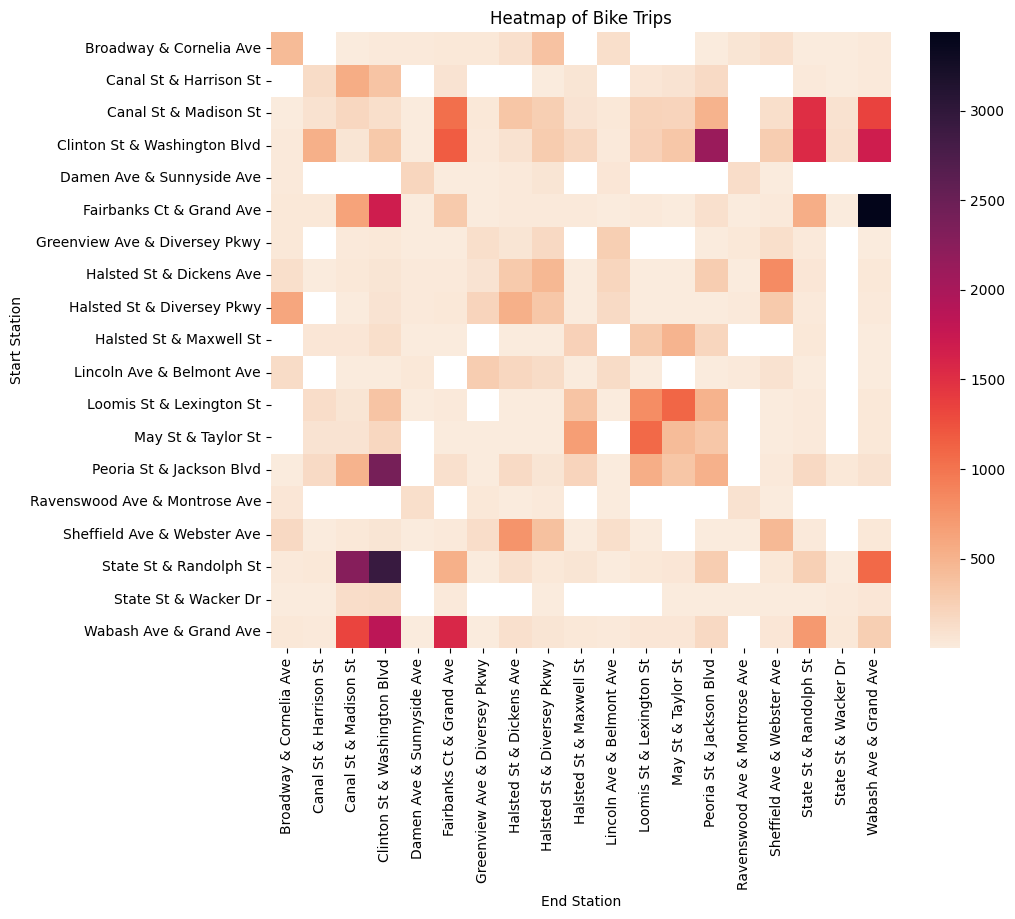 Heatmap of Bike Trips
Start Station
Broadway & Cornelia Ave
Canal St & Harrison St
Canal St & Madison St
Clinton St & Washington Blvd
Damen Ave & Sunnyside Ave
Fairbanks Ct & Grand Ave
Greenview Ave & Diversey Pkwy
Halsted St & Dickens Ave
Halsted St & Diversey Pkwy
Halsted St & Maxwell St
Lincoln Ave & Belmont Ave
Loomis St & Lexington St
May St & Taylor St
Peoria St & Jackson Blvd
Ravenswood Ave & Montrose Ave
Sheffield Ave & Webster Ave
State St & Randolph St
State St & Wacker Dr
Wabash Ave & Grand Ave
Broadway & Cornelia Ave
Canal St & Harrison St
Canal St & Madison St
Clinton St & Washington Blvd
Damen Ave & Sunnyside Ave
Fairbanks Ct & Grand Ave
Greenview Ave & Diversey Pkwy
Halsted St & Dickens Ave
Halsted St & Diversey Pkwy
Halsted St & Maxwell St
Lincoln Ave & Belmont Ave
Loomis St & Lexington St
May St & Taylor St
Peoria St & Jackson Blvd
Ravenswood Ave & Montrose Ave
Sheffield Ave & Webster Ave
State St & Randolph St
State St & Wacker Dr
Wabash Ave & Grand Ave
End Station
3000
2500
2000
1500
1000
500